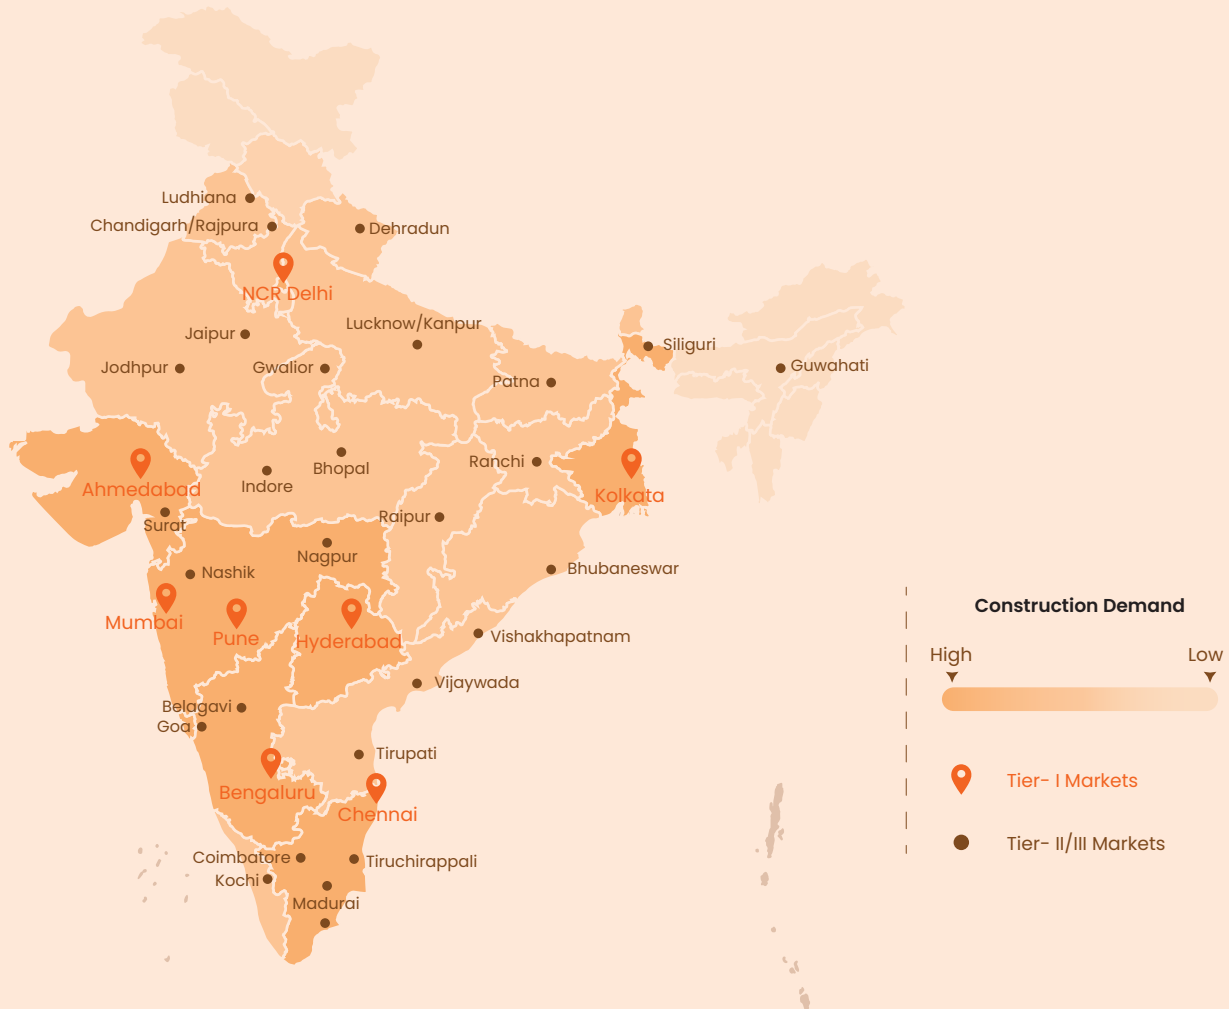 Ludhiana
Chandigarh/Rajpura
Dehradun
NCR Delhi
Jaipur
Lucknow/Kanpur
Siliguri
Jodhpur
Gwalior
Patna
Guwahati
Ahmedabad
Bhopal
Indore
Ranchi
Kolkata
Surat
Raipur
Nagpur
Nashik
Bhubaneswar
Mumbai
Pune
Hyderabad
Vishakhapatnam
Vijaywada
Belagavi
Goa
Tirupati
Bengaluru
Chennai
Coimbatore
Tiruchirappali
Kochi
Madurai
Construction Demand
High
Low
Tier- I Markets
Tier- II/III Markets